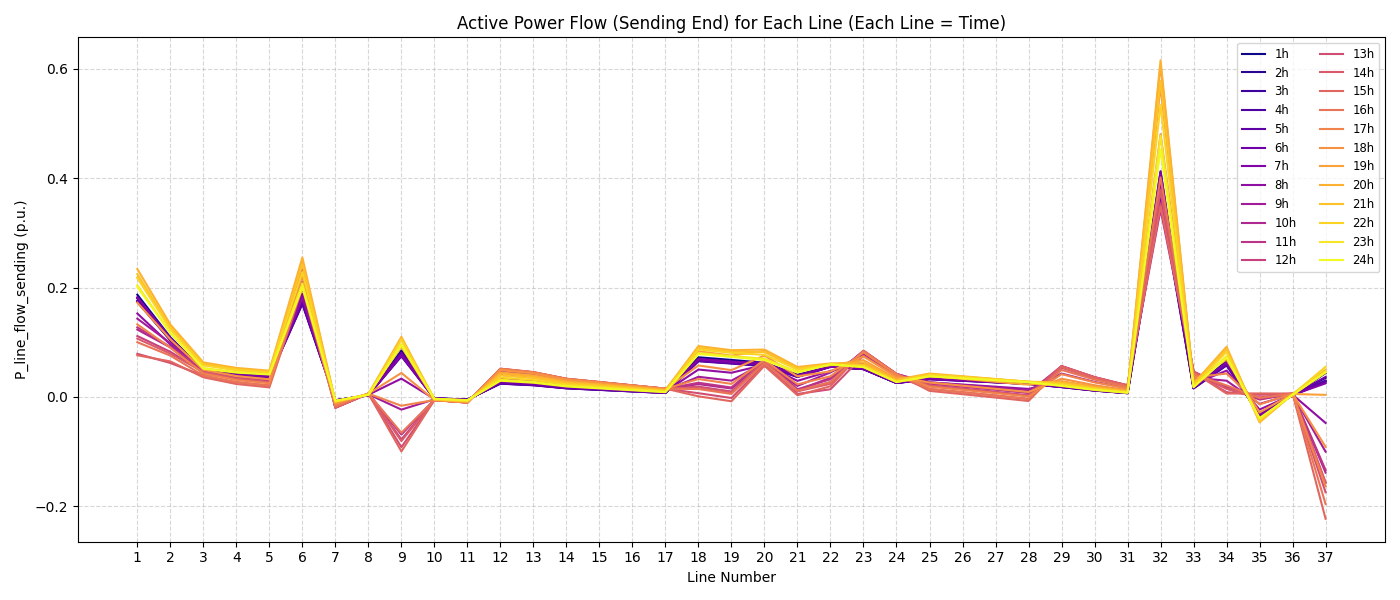 Active Power Flow (Sending End) for Each Line (Each Line = Time)
P_line_flow_sending (p.u.)
0.6
0.4
0.2
0.0
−0.2
1h
2h
3h
4h
5h
6h
7h
8h
9h
10h
11h
12h
13h
14h
15h
16h
17h
18h
19h
20h
21h
22h
23h
24h
1 2 3 4 5 6 7 8 9 10 11 12 13 14 15 16 17 18 19 20 21 22 23 24 25 26 27 28 29 30 31 32 33 34 35 36 37
Line Number